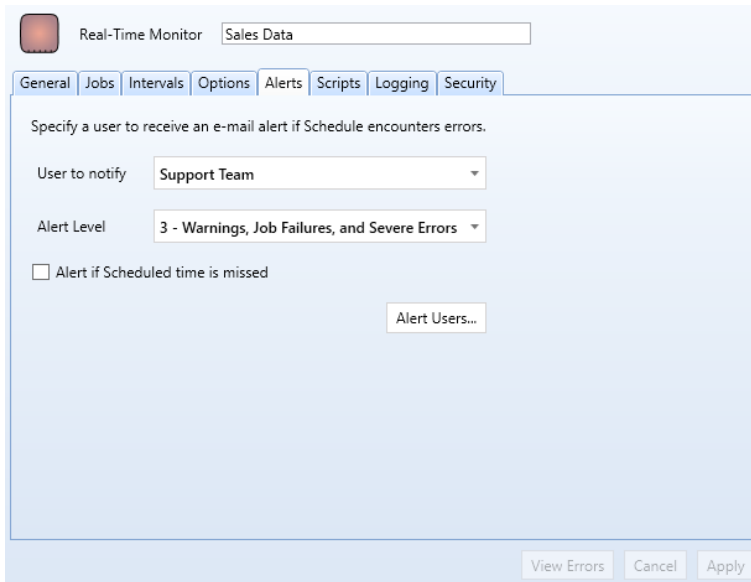 Real-Time Monitor Sales Data
General Jobs Intervals Options Alerts Scripts Logging Security
Specify a user to receive an e-mail alert if Schedule encounters errors.
User to notify Support Team
Alert Level 3 - Warnings, Job Failures, and Severe Errors
Alert if Scheduled time is missed
Alert Users...
View Errors Cancel Apply